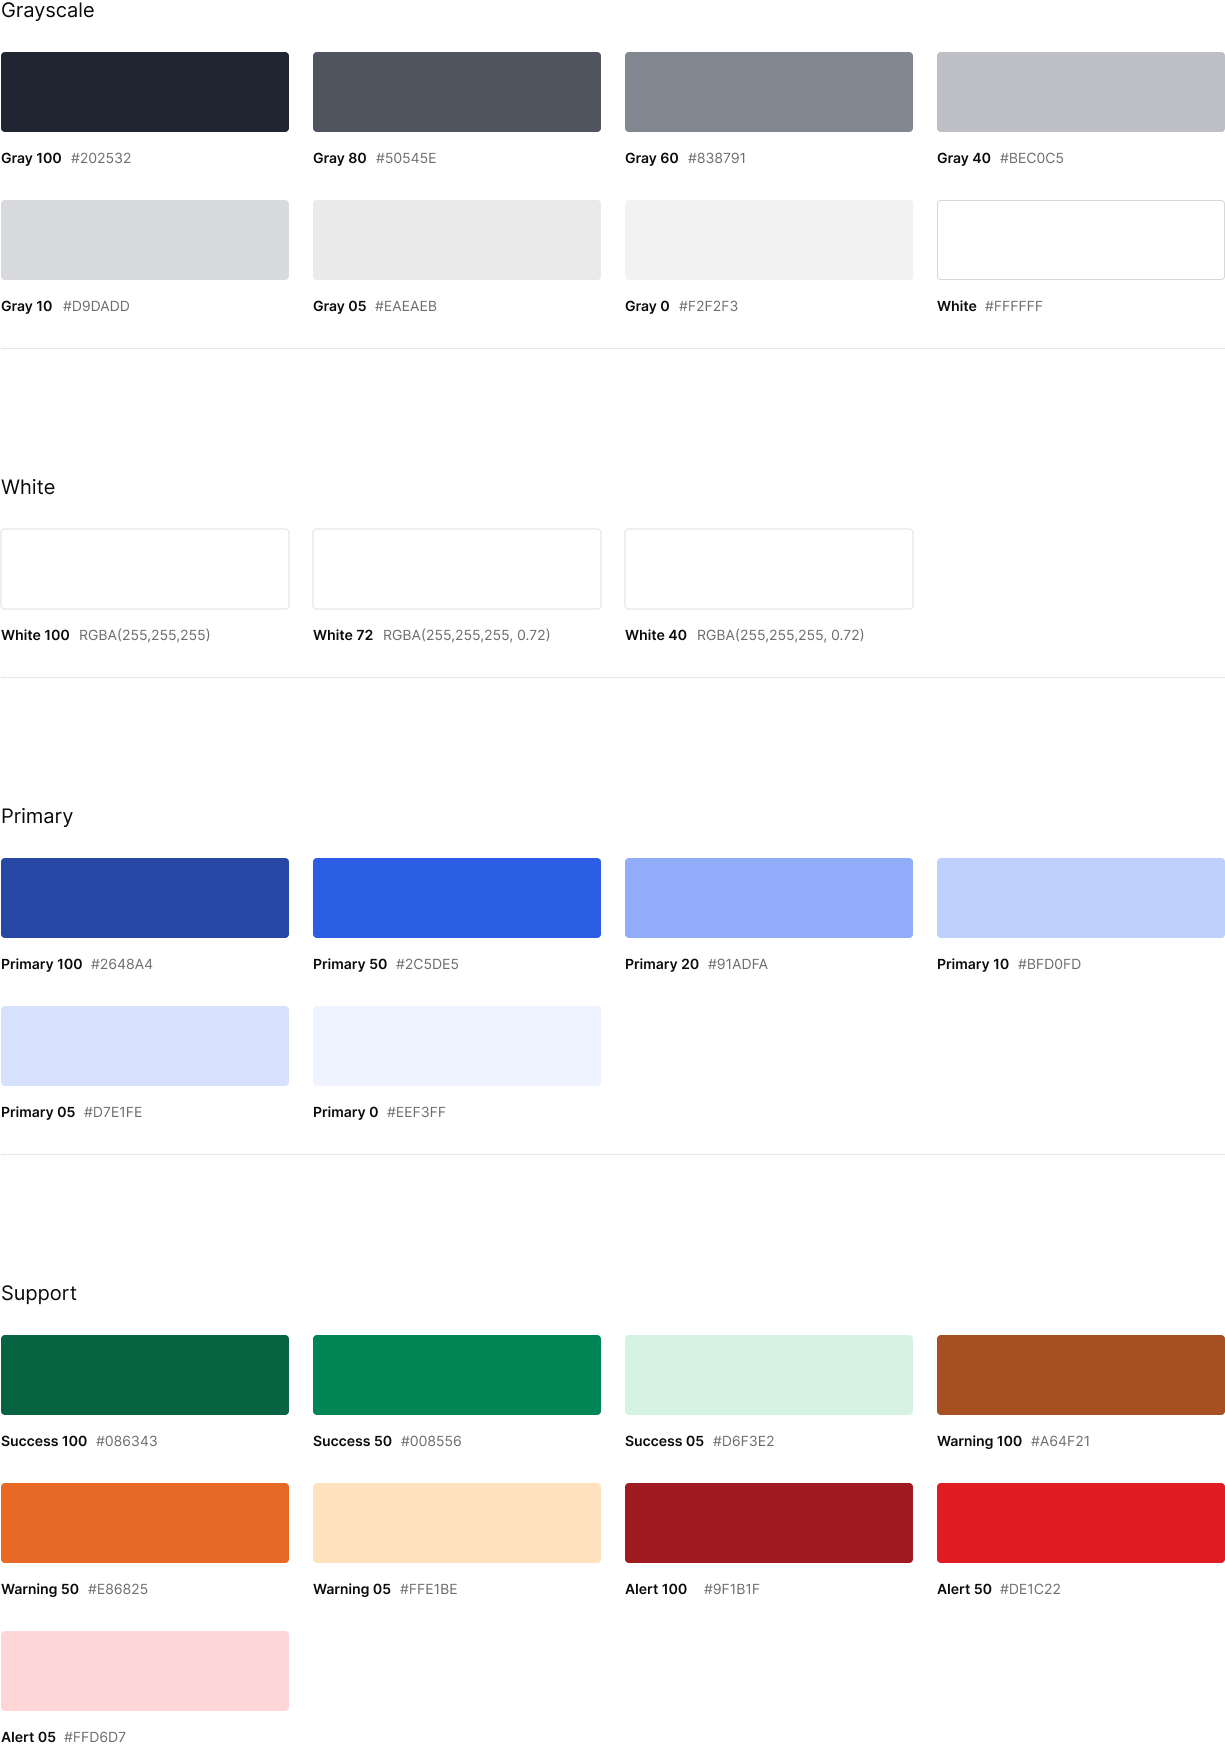 Grayscale
Gray 100 #202532
Gray 80 #50545E
Gray 60 #838791
Gray 40 #BEC0C5
Gray 10 #D9DADD
Gray 05 #EAEAEB
Gray 0 #F2F2F3
White #FFFFFF
White
White 100 RGBA(255,255,255)
White 72 RGBA(255,255,255, 0.72)
White 40 RGBA(255,255,255, 0.72)
Primary
Primary 100 #2648A4
Primary 50 #2C5DE5
Primary 20 #91ADFA
Primary 10 #BFD0FD
Primary 05 #D7E1FE
Primary 0 #EEF3FF
Support
Success 100 #086343
Success 50 #008556
Success 05 #D6F3E2
Warning 100 #A64F21
Warning 50 #E86825
Warning 05 #FFE1BE
Alert 100 #9F1B1F
Alert 50 #DE1C22
Alert 05 #FFD6D7